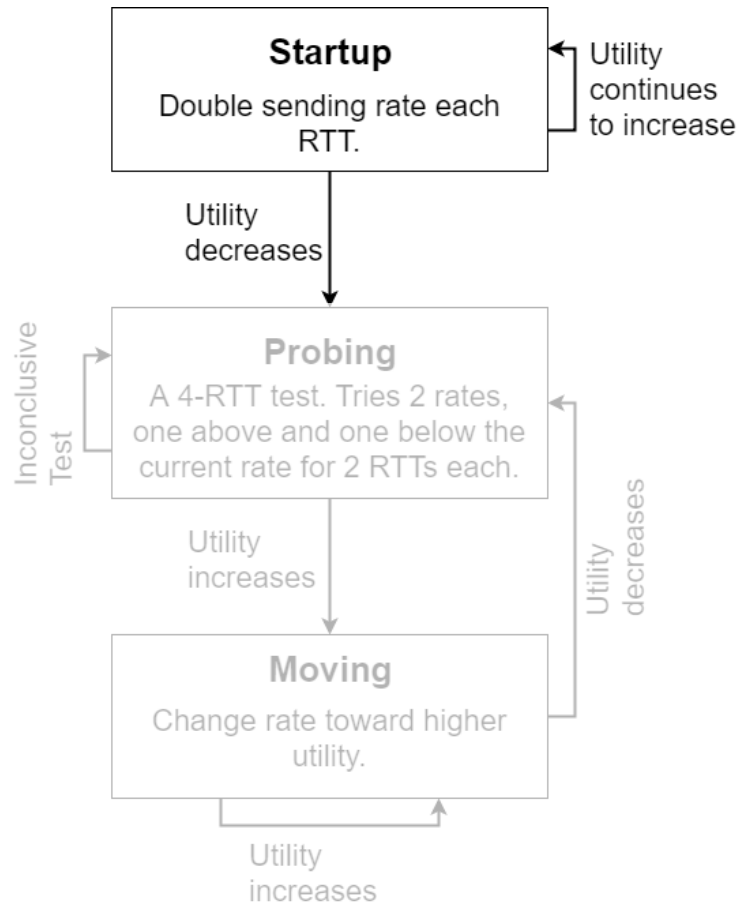 Startup
Double sending rate each
RTT.
Utility
continues
to increase
Utility
decreases
Probing
A 4-RTT test. Tries 2 rates,
one above and one below the
current rate for 2 RTTs each.
Inconclusive
Test
Utility
increases
Utility
decreases
Moving
Change rate toward higher
utility.
Utility
increases